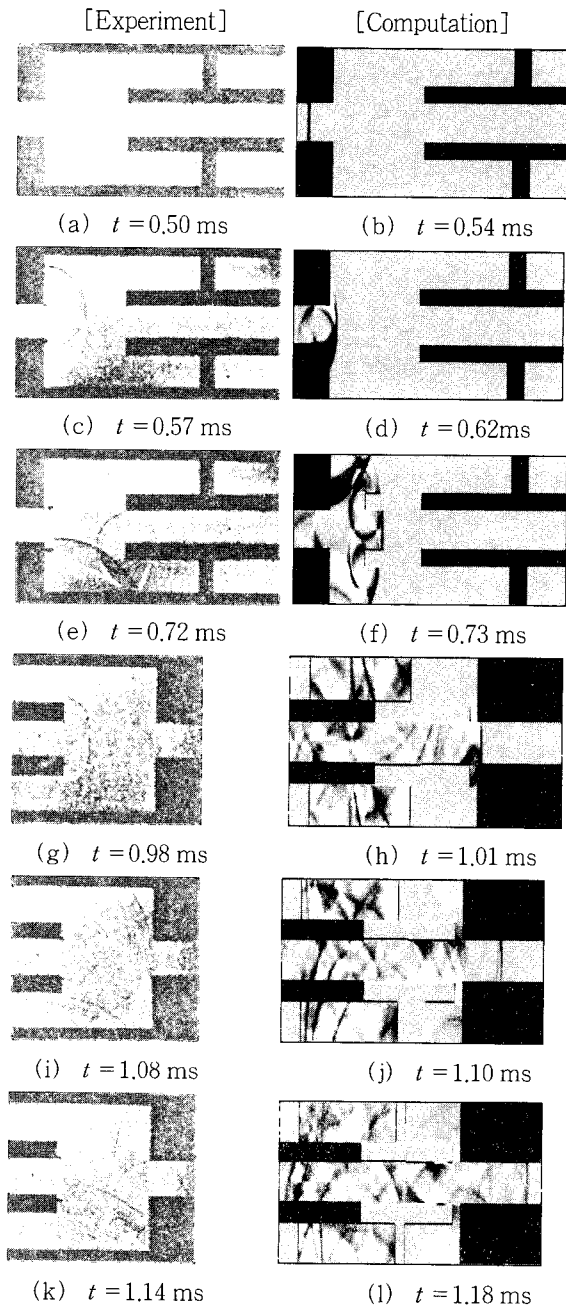 [Experiment] [Computation]
(a) t=0.50 ms (b) t=0.54 ms
(c) t=0.57 ms (d) t=0.62ms
(e) t=0.72 ms (f) t=0.73 ms
(g) t=0.98 ms (h) t=1.01 ms
(i) t=1.08 ms (j) t=1.10 ms
(k) t=1.14 ms (l) t=1.18 ms